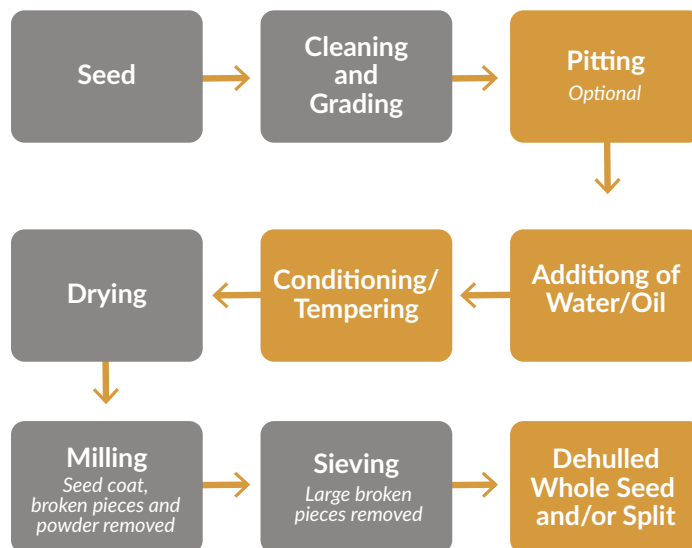 Seed
Cleaning
and
Grading
Pitting
Optional
Drying
Conditioning/
Tempering
Additiong of
Water/Oil
Milling
Seed coat,
broken pieces and
powder removed
Sieving
Large broken
pieces removed
Dehulled
Whole Seed
and/or Split